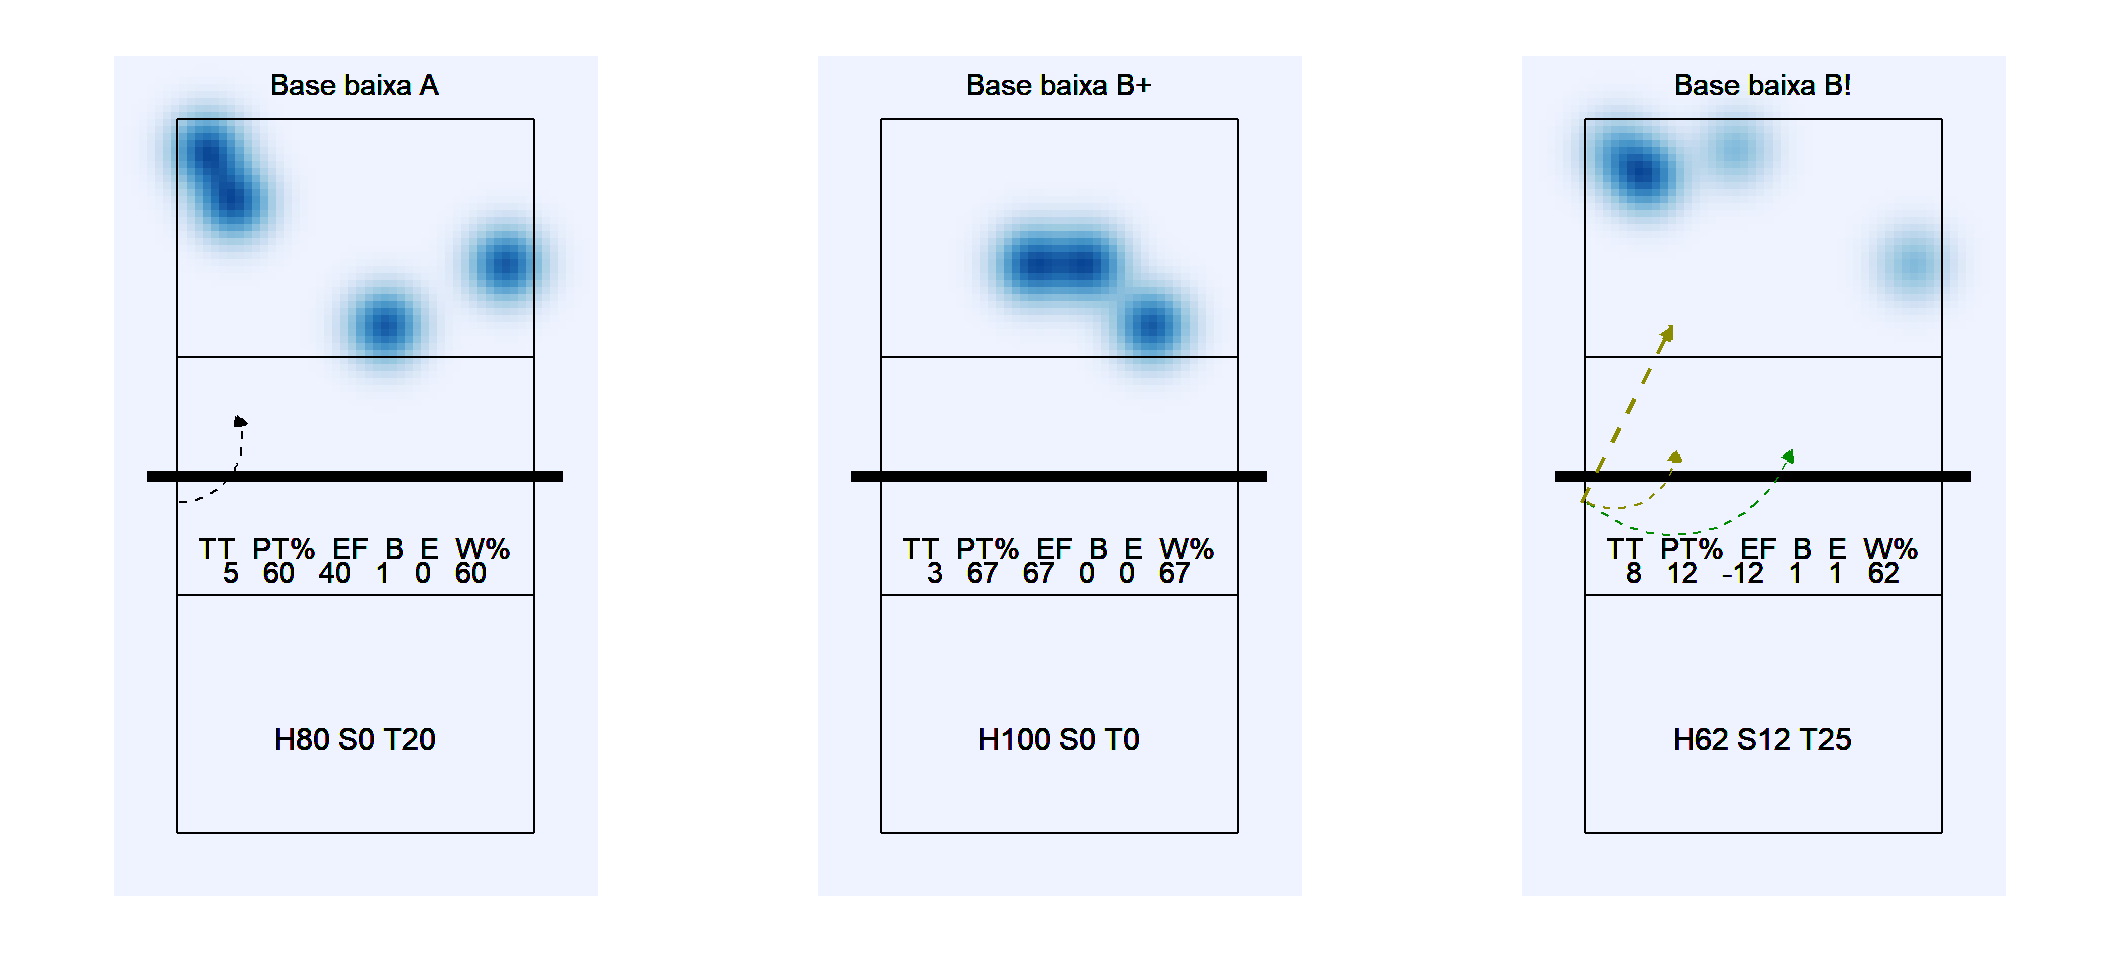 Base baixa A
TT PT% EF B E W%
5 60 40 1 0 60
H80 S0 T20
Base baixa B+
TT PT% EF B E W%
3 67 67 0 0 67
H100 S0 T0
Base baixa B!
TT PT% EF B E W%
8 12 -12 1 1 62
H62 S12 T25